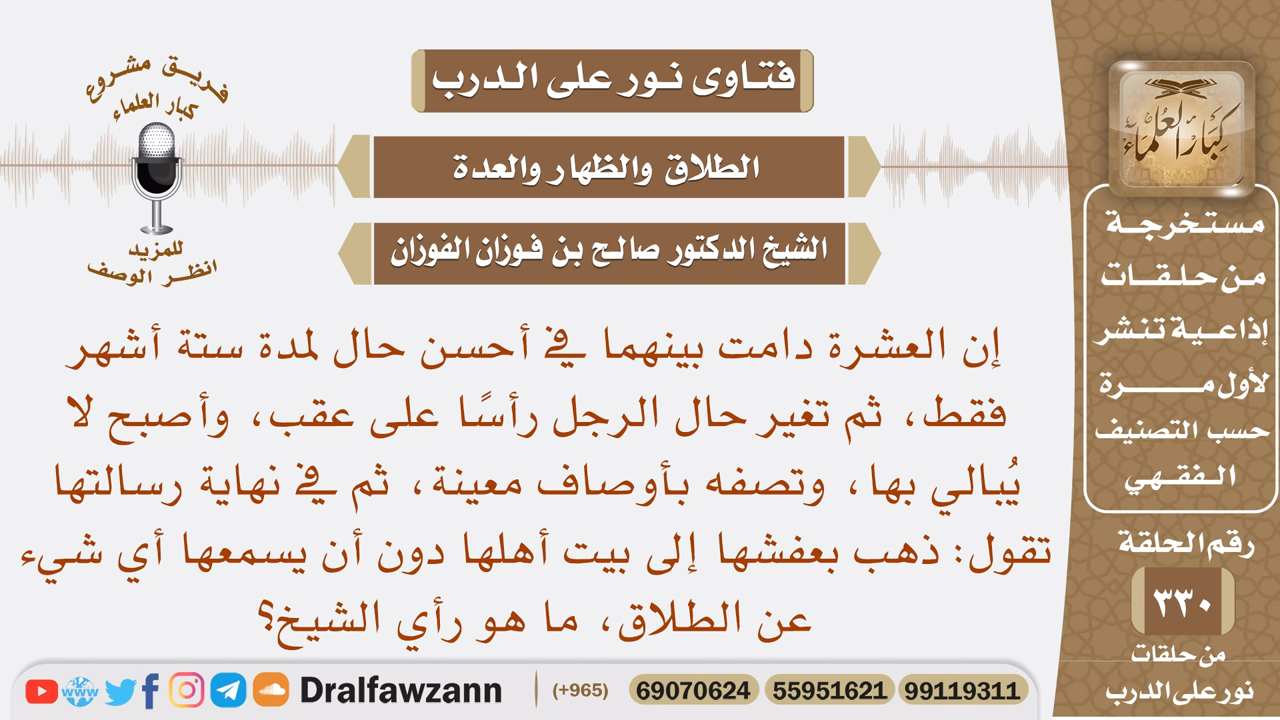 فتاوى نور على الدرب
الطلاق والظهار والعدة
الشيخ الدكتور صالح بن فوزان الفوزان
فريق مشروع
كبار العلماء
للمزيد
انظر الوصف
إن العشرة دامت بينهما في أحسن حال لمدة ستة أشهر
فقط، ثم تغير حال الرجل رأسًا على عقب، وأصبح لا
يُبالي بها، وتصفه بأوصاف معينة، ثم في نهاية رسالتها
تقول: ذهب بعفشها إلى بيت أهلها دون أن يسمعها أي شيء
عن الطلاق، ما هو رأي الشيخ؟
كبار العلماء
مستخرجة
من حلقات
إذاعية تنشر
لأول مرة
حسب التصنيف
الفقهي
رقم الحلقة
٣٣٠
من حلقات
نور على الدرب
www
Dralfawzann
(+965)
69070624
55951621
99119311